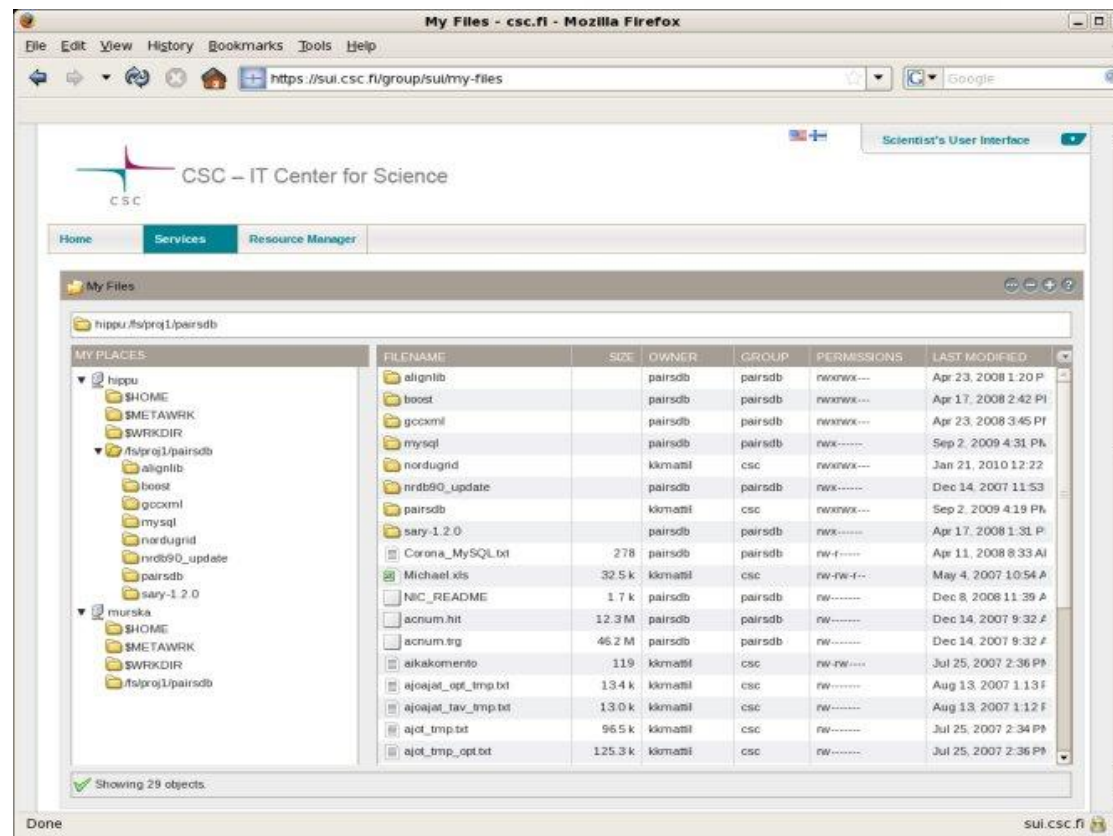 My Files - csc.fi - Mozilla Firefox
File Edit View History Bookmarks Tools Help
https://sui.csc.fi/group/sui/my-files
Google
Scientist's User Interface
CSC – IT Center for Science
CSC
Home Services Resource Manager
My Files
hippu:/fs/proj1/pairsdb
MY PLACES
hippu
$HOME
$METAWRK
$WRKDIR
/fs/proj1/pairsdb
alignlib
boost
gccxml
mysql
nordugrid
nrdb90_update
pairsdb
sary-1.2.0
murska
$HOME
$METAWRK
$WRKDIR
/fs/proj1/pairsdb
FILENAME SIZE OWNER GROUP PERMISSIONS LAST MODIFIED
alignlib pairsdb pairsdb rwxrwx--- Apr 23, 2008 1:20 P
boost pairsdb pairsdb rwxrwx--- Apr 17, 2008 2:42 PI
gccxml pairsdb pairsdb rwxrwx--- Apr 23, 2008 3:45 PI
mysql pairsdb pairsdb rwx------ Sep 2, 2009 4:31 PM
nordugrid kkmattil csc rwxrwx--- Jan 21, 2010 12:22
nrdb90_update pairsdb pairsdb rwx------ Dec 14, 2007 11:53
pairsdb kkmattil csc rwxrwx--- Sep 2, 2009 4:19 PM
sary-1.2.0 pairsdb pairsdb rwx------ Apr 17, 2008 1:31 P
Corona_MySQL.txt 278 pairsdb pairsdb rw-r----- Apr 11, 2008 8:33 AI
Michael.xls 32.5 k kkmattil csc rw-rw-r-- May 4, 2007 10:54 A
NIC_README 1.7 k pairsdb pairsdb rw------- Dec 8, 2008 11:39 A
acnum.hit 12.3 M pairsdb pairsdb rw------- Dec 14, 2007 9:32 A
acnum.trg 46.2 M pairsdb pairsdb rw------- Dec 14, 2007 9:32 A
aikakomento 119 kkmattil csc rw-rw---- Jul 25, 2007 2:36 PM
ajoajat_opt_tmp.txt 13.4 k kkmattil csc rw------- Aug 13, 2007 1:13 F
ajoajat_tav_tmp.txt 13.0 k kkmattil csc rw------- Aug 13, 2007 1:12 F
ajot_tmp.txt 96.5 k kkmattil csc rw------- Jul 25, 2007 2:34 PM
ajot_tmp_opt.txt 125.3 k kkmattil csc rw------- Jul 25, 2007 2:36 PM
Showing 29 objects.
Done sui.csc.fi